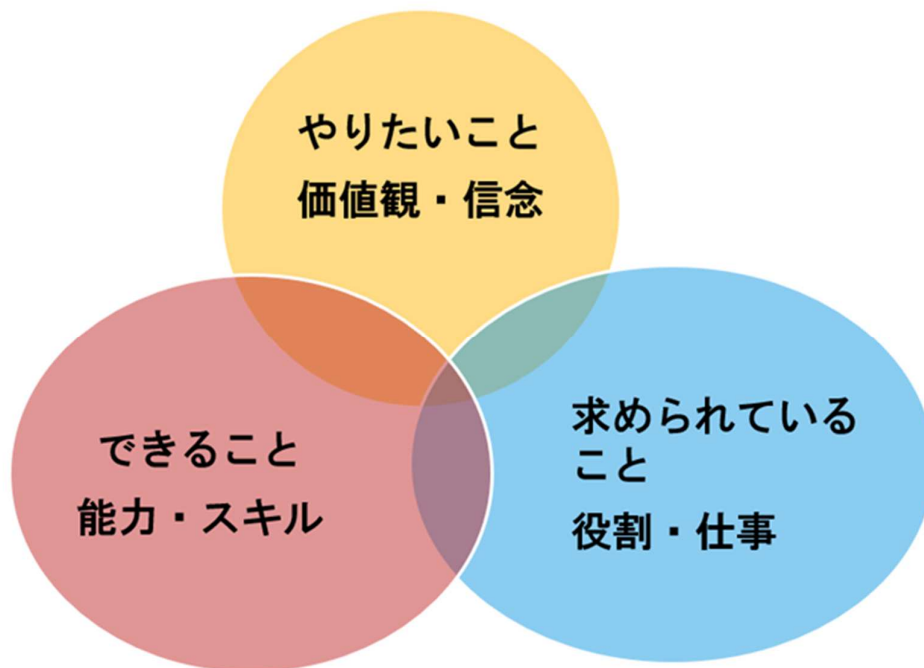 やりたいこと
価値観・信念
できること
能力・スキル
求められている
こと
役割・仕事